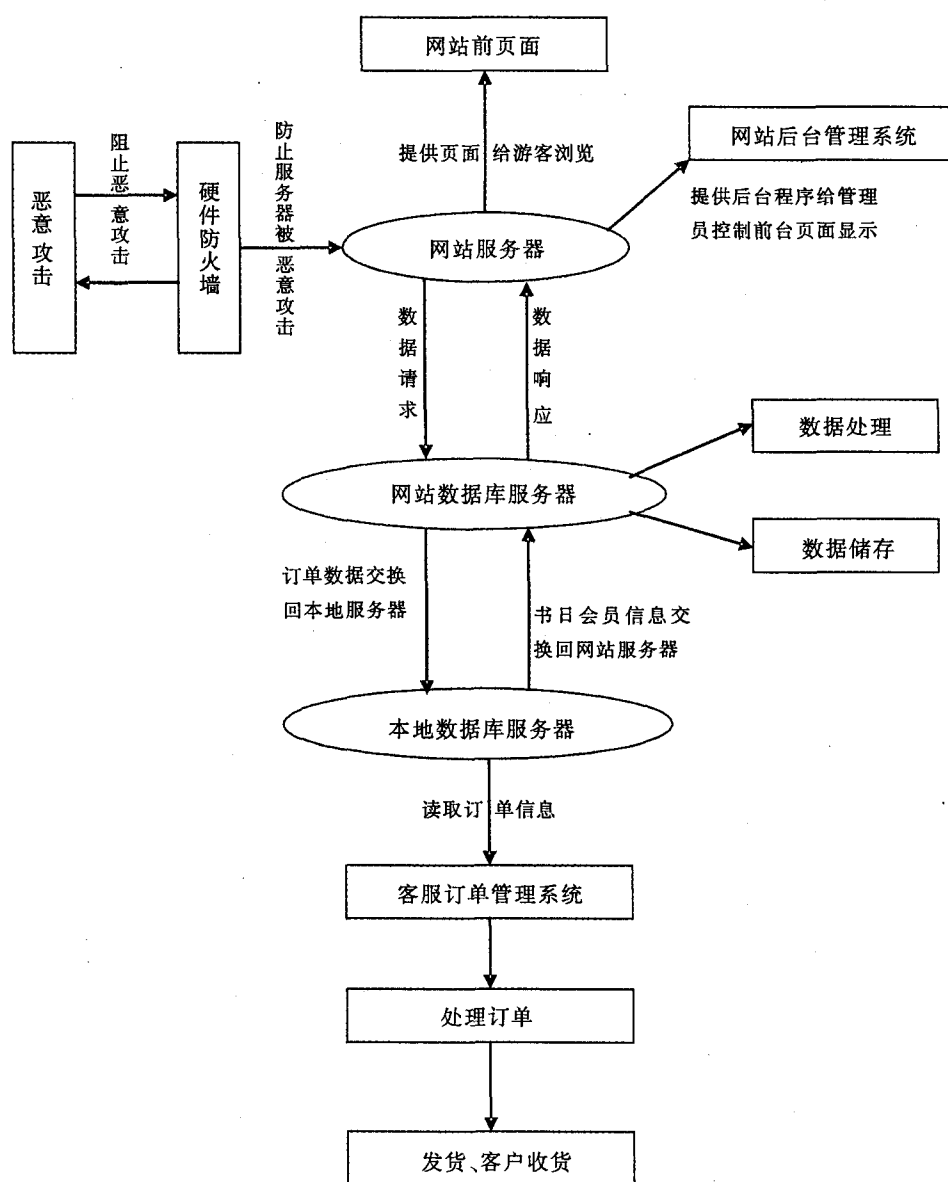 网站前页面
网站后台管理系统
提供页面 给游客浏览
提供后台程序给管理
员控制前台页面显示
恶意攻击
阻止恶意攻击
硬件防火墙
防止服务器被恶意攻击
网站服务器
数据请求
数据响应
数据处理
网站数据库服务器
数据储存
订单数据交换
回本地服务器
书日会员信息交
换回网站服务器
本地数据库服务器
读取订 单信息
客服订单管理系统
处理订单
发货、客户收货